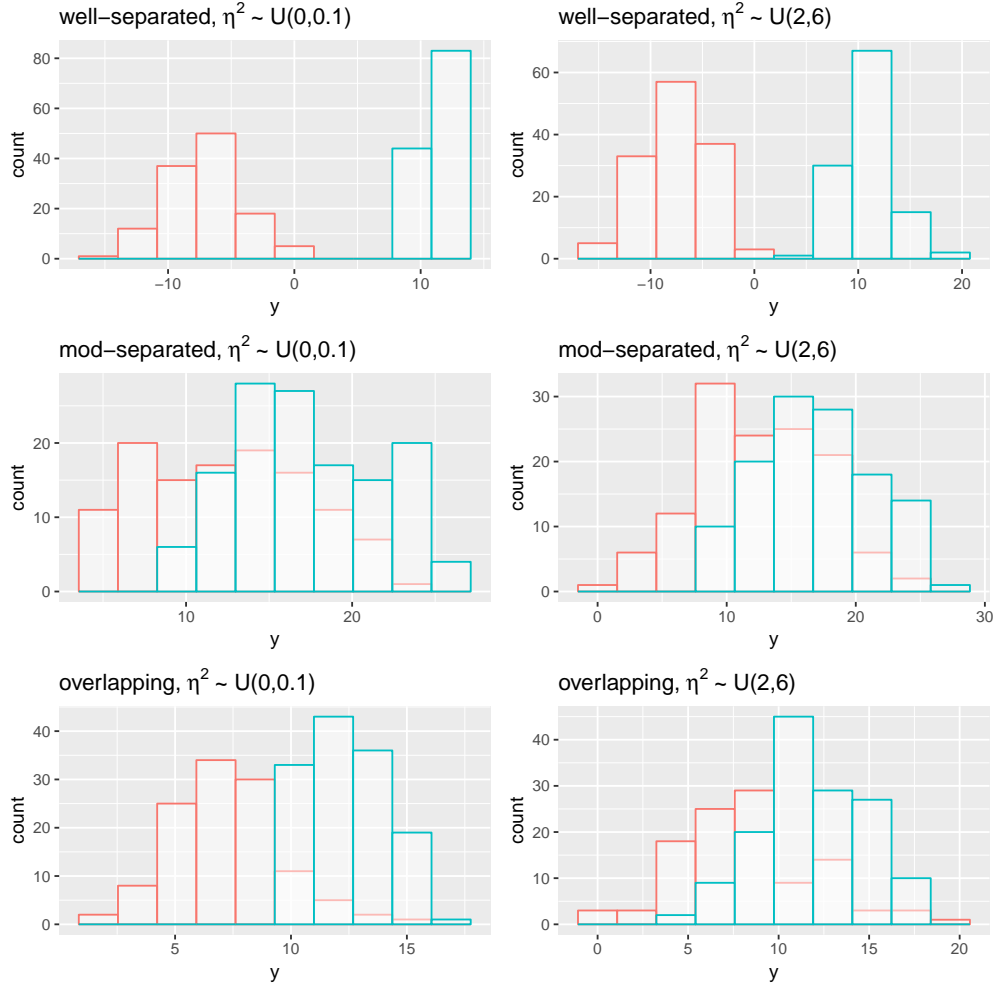 well−separated, η² ~ U(0,0.1)
count
80
60
40
20
0
−10
0
10
y
well−separated, η² ~ U(2,6)
count
60
40
20
0
−10
0
10
20
y
mod−separated, η² ~ U(0,0.1)
count
20
10
0
10
20
y
mod−separated, η² ~ U(2,6)
count
30
20
10
0
0
10
20
30
y
overlapping, η² ~ U(0,0.1)
count
40
30
20
10
0
5
10
15
y
overlapping, η² ~ U(2,6)
count
40
30
20
10
0
0
5
10
15
20
y